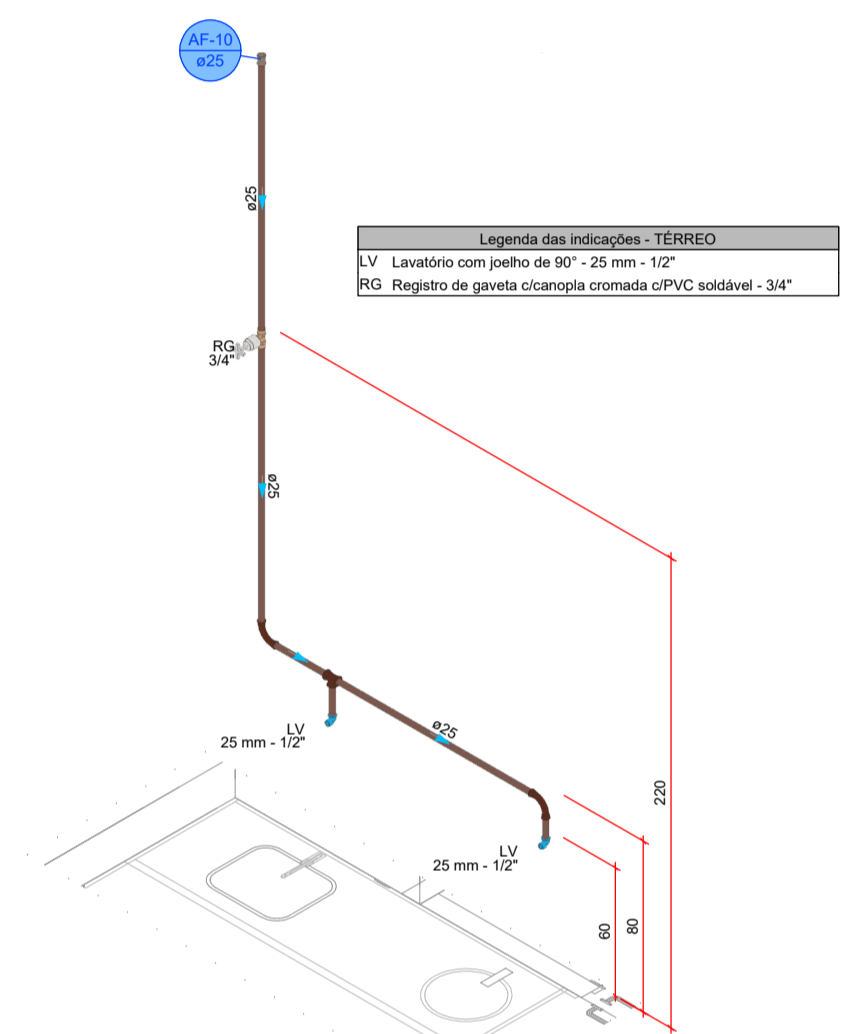 AF-10
ø25
ø25
Legenda das indicações - TÉRREO
LV Lavatório com joelho de 90° - 25 mm - 1/2"
RG Registro de gaveta c/canopla cromada c/PVC soldável - 3/4"
RG
3/4"
ø25
LV
25 mm - 1/2"
ø25
220
LV
25 mm - 1/2"
60
80